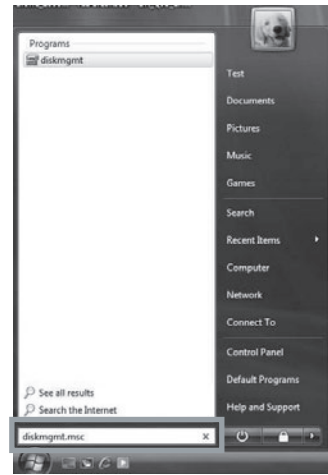 Programs
diskmgmt
Test
Documents
Pictures
Music
Games
Search
Recent Items
Computer
Network
Connect To
Control Panel
Default Programs
Help and Support
See all results
Search the Internet
diskmgmt.msc